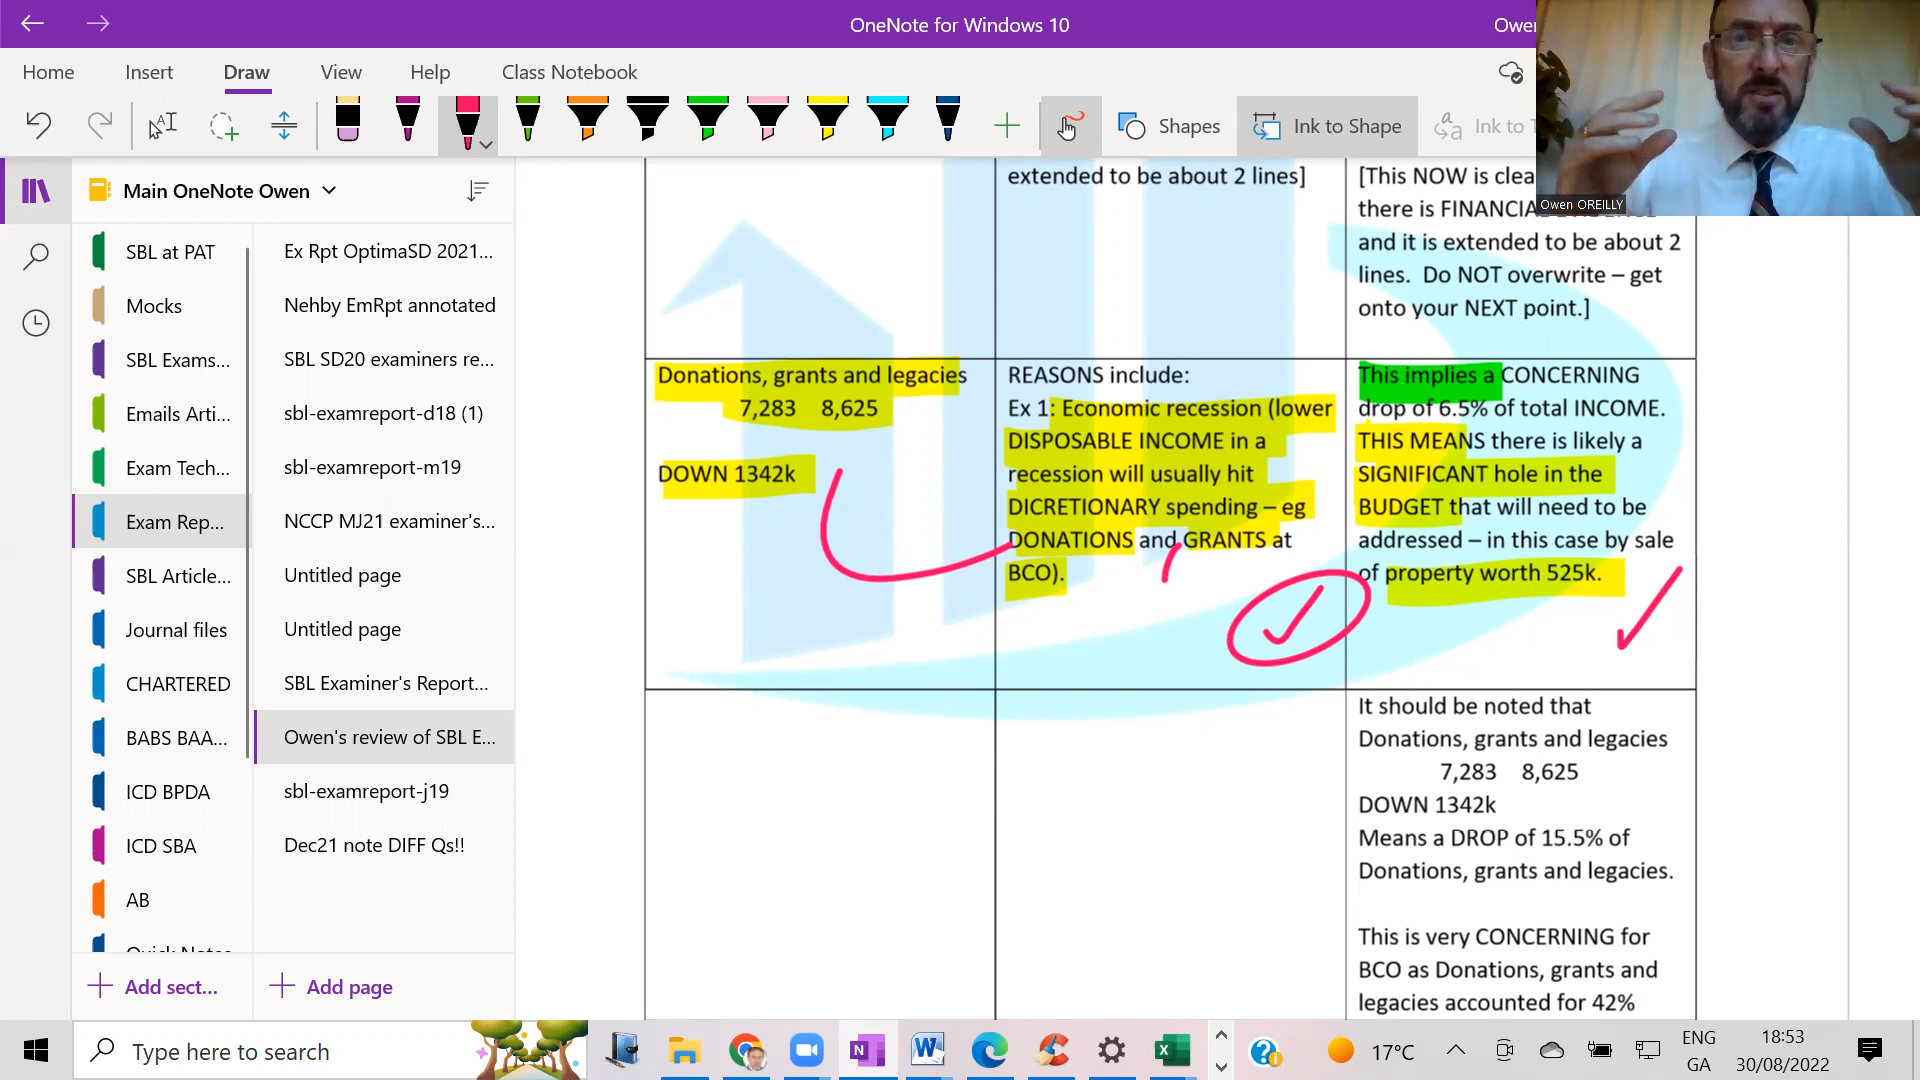 OneNote for Windows 10
Owen
Home
Insert
Draw
View
Help
Class Notebook
Shapes
Ink to Shape
Ink to
Owen OREILLY
Main OneNote Owen
SBL at PAT
Mocks
SBL Exams...
Emails Arti...
Exam Tech...
Exam Rep...
SBL Article...
Journal files
CHARTERED
BABS BAA...
ICD BPDA
ICD SBA
AB
Quick Notes
Add sect...
Ex Rpt OptimaSD 2021...
Nehby EmRpt annotated
SBL SD20 examiners re...
sbl-examreport-d18 (1)
sbl-examreport-m19
NCCP MJ21 examiner's...
Untitled page
Untitled page
SBL Examiner's Report...
Owen's review of SBL E...
sbl-examreport-j19
Dec21 note DIFF Qs!!
Add page
extended to be about 2 lines]
[This NOW is clea
there is FINANCIAL
and it is extended to be about 2
lines. Do NOT overwrite – get
onto your NEXT point.]
Donations, grants and legacies
7,283 8,625
DOWN 1342k
REASONS include:
Ex 1: Economic recession (lower
DISPOSABLE INCOME in a
recession will usually hit
DICRETIONARY spending – eg
DONATIONS and GRANTS at
BCO).
This implies a CONCERNING
drop of 6.5% of total INCOME.
THIS MEANS there is likely a
SIGNIFICANT hole in the
BUDGET that will need to be
addressed – in this case by sale
of property worth 525k.
It should be noted that
Donations, grants and legacies
7,283 8,625
DOWN 1342k
Means a DROP of 15.5% of
Donations, grants and legacies.
This is very CONCERNING for
BCO as Donations, grants and
legacies accounted for 42%
Type here to search
17°C
ENG
GA
18:53
30/08/2022